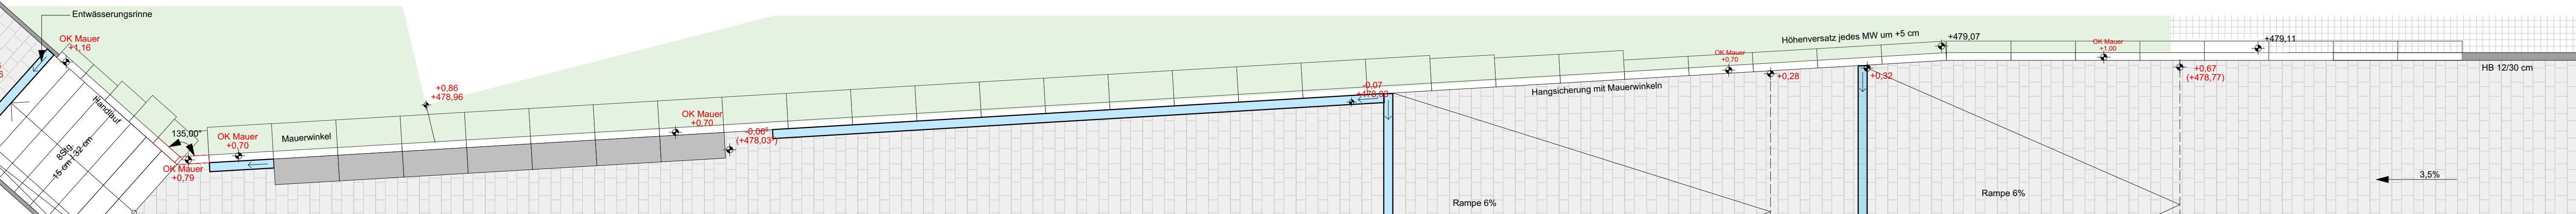 Entwässerungsrinne
OK Mauer
+1,16
Handlauf
8Stg.
15 cm / 32 cm
135,00°
OK Mauer
+0,79
OK Mauer
+0,70
Mauerwinkel
+0,86
+478,96
OK Mauer
+0,70
-0,06⁵
(+478,03⁵)
-0,07
Rampe 6%
Hangsicherung mit Mauerwinkeln
OK Mauer
+0,70
+0,28
Höhenversatz jedes MW um +5 cm
+0,32
+479,07
Rampe 6%
OK Mauer
+1,00
+0,67
(+478,77)
+479,11
3,5%
HB 12/30 cm